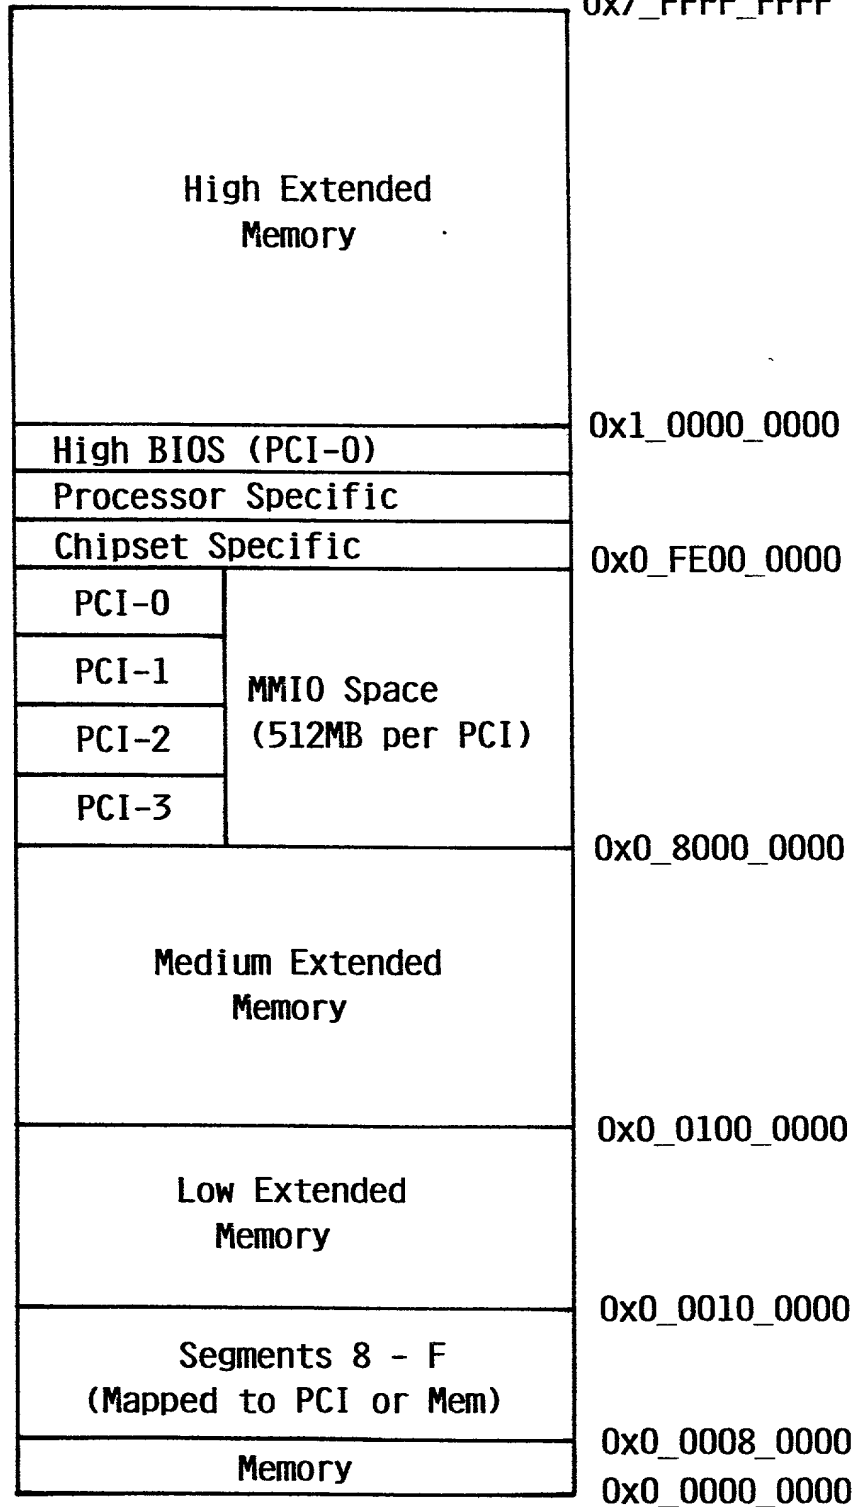 0x7_FFFF_FFFF
High Extended
Memory
0x1_0000_0000
High BIOS (PCI-0)
Processor Specific
Chipset Specific
0x0_FE00_0000
PCI-0
PCI-1
MMIO Space
(512MB per PCI)
PCI-2
PCI-3
0x0_8000_0000
Medium Extended
Memory
0x0_0100_0000
Low Extended
Memory
0x0_0010_0000
Segments 8 - F
(Mapped to PCI or Mem)
0x0_0008_0000
Memory
0x0_0000_0000